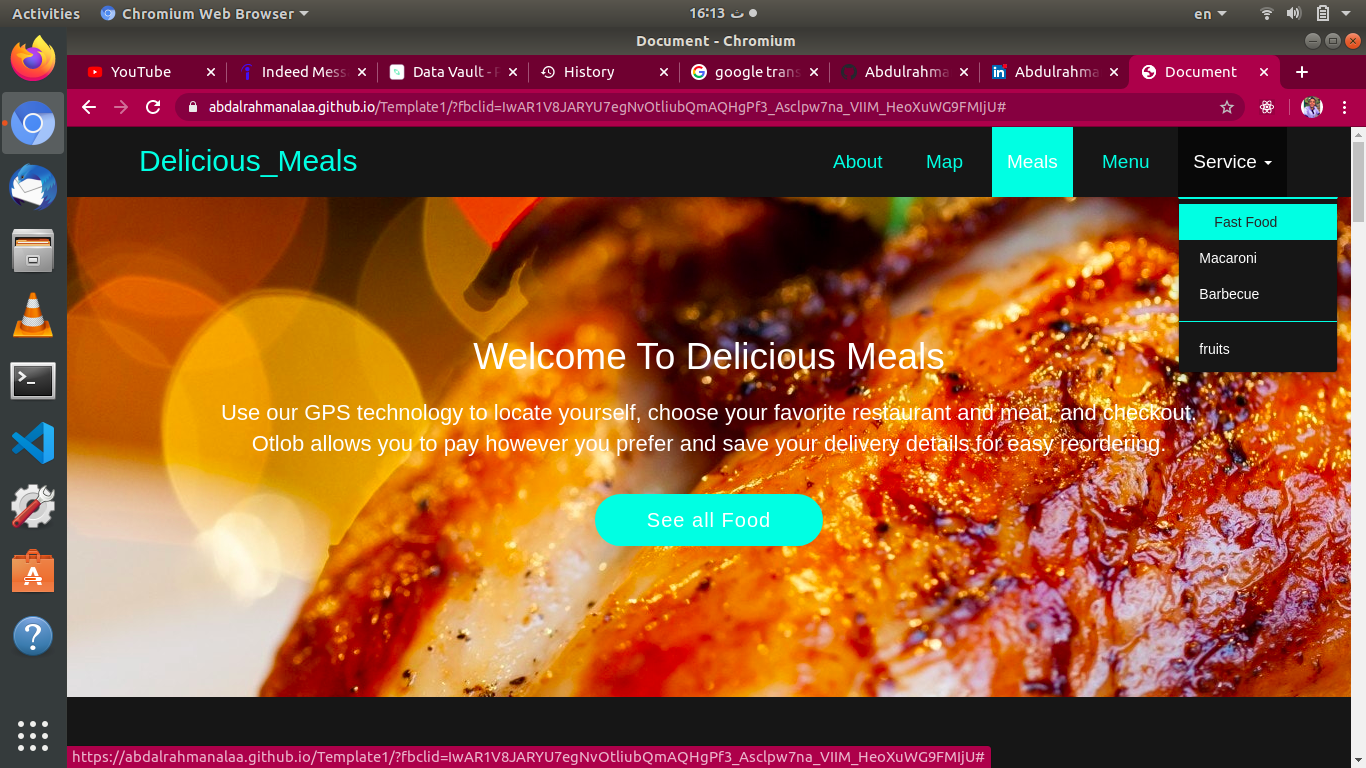 Activities
Chromium Web Browser
16:13 ث
en
Document - Chromium
YouTube
Indeed Mess
Data Vault -
History
google trans
Abdulrahma
Abdulrahma
Document
abdalrahmanalaa.github.io/Template1/?fbclid=IwAR1V8JARYU7egNvOtliubQmAQHgPf3_Asclpw7na_VIIM_HeoXuWG9FMIjU#
Delicious_Meals
About
Map
Meals
Menu
Service
Fast Food
Macaroni
Barbecue
fruits
Welcome To Delicious Meals
Use our GPS technology to locate yourself, choose your favorite restaurant and meat, and checkout.
Otlob allows you to pay however you prefer and save your delivery details for easy reordering.
See all Food
https://abdalrahmanalaa.github.io/Template1/?fbclid=IwAR1V8JARYU7egNvOtliubQmAQHgPf3_Asclpw7na_VIIM_HeoXuWG9FMIjU#